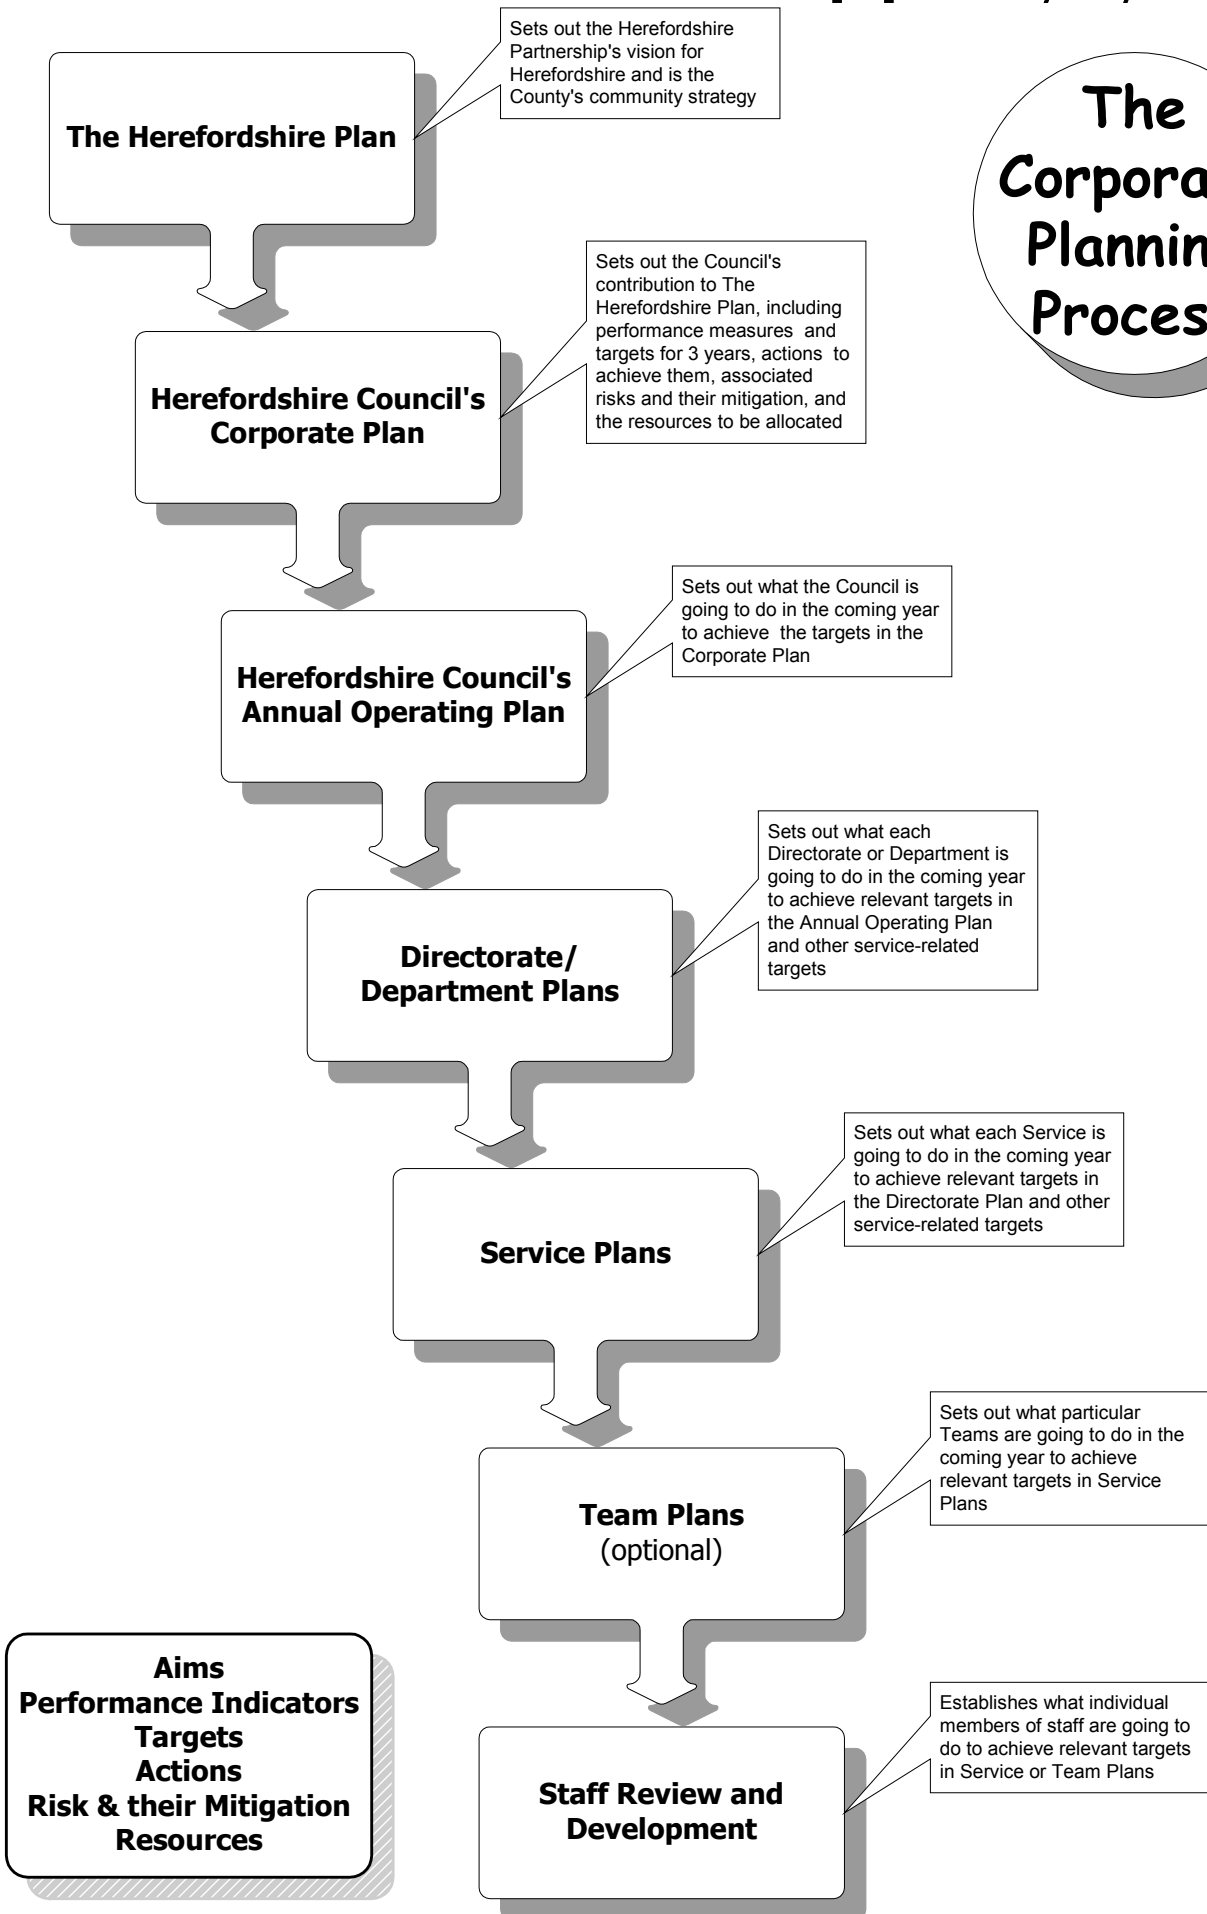 Sets out the Herefordshire
Partnership's vision for
Herefordshire and is the
County's community strategy
The Herefordshire Plan
The
Corpora
Plannin
Proces
Sets out the Council's
contribution to The
Herefordshire Plan, including
performance measures and
targets for 3 years, actions to
achieve them, associated
risks and their mitigation, and
the resources to be allocated
Herefordshire Council's
Corporate Plan
Sets out what the Council is
going to do in the coming year
to achieve the targets in the
Corporate Plan
Herefordshire Council's
Annual Operating Plan
Sets out what each
Directorate or Department is
going to do in the coming year
to achieve relevant targets in
the Annual Operating Plan
and other service-related
targets
Directorate/
Department Plans
Sets out what each Service is
going to do in the coming year
to achieve relevant targets in
the Directorate Plan and other
service-related targets
Service Plans
Sets out what particular
Teams are going to do in the
coming year to achieve
relevant targets in Service
Plans
Team Plans
(optional)
Aims
Performance Indicators
Targets
Actions
Risk & their Mitigation
Resources
Establishes what individual
members of staff are going to
do to achieve relevant targets
in Service or Team Plans
Staff Review and
Development